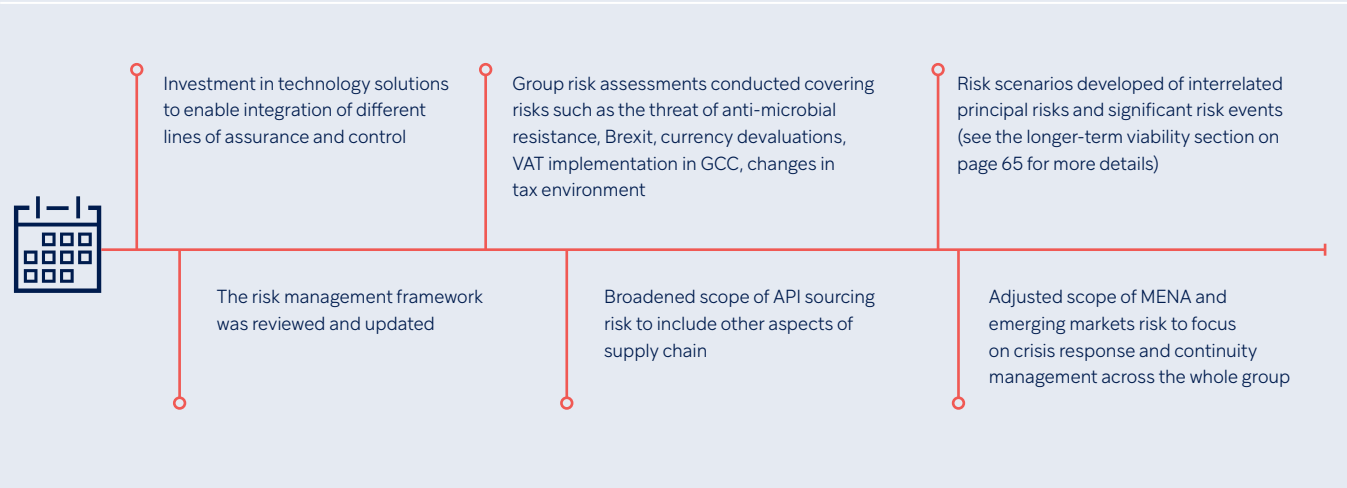 Investment in technology solutions
to enable integration of different
lines of assurance and control
Group risk assessments conducted covering
risks such as the threat of anti-microbial
resistance, Brexit, currency devaluations,
VAT implementation in GCC, changes in
tax environment
Risk scenarios developed of interrelated
principal risks and significant risk events
(see the longer-term viability section on
page 65 for more details)
The risk management framework
was reviewed and updated
Broadened scope of API sourcing
risk to include other aspects of
supply chain
Adjusted scope of MENA and
emerging markets risk to focus
on crisis response and continuity
management across the whole group